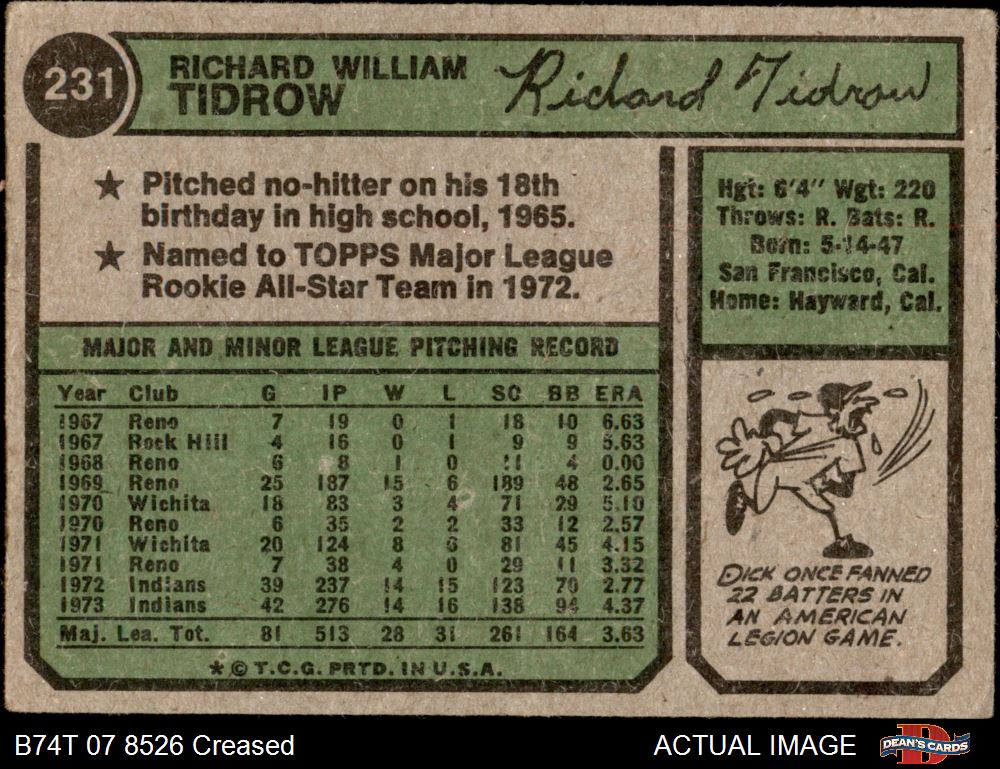 231
RICHARD WILLIAM
TIDROW
Richard Tidrow
★ Pitched no-hitter on his 18th
birthday in high school, 1965.
★ Named to TOPPS Major League
Rookie All-Star Team in 1972.
Hgt: 6'4" Wgt: 220
Throws: R. Bats: R.
Born: 5-14-47
San Francisco, Cal.
Home: Hayward, Cal.
MAJOR AND MINOR LEAGUE PITCHING RECORD
Year Club G IP W L SO BB ERA
1967 Reno 7 19 0 1 18 10 6.63
1967 Rock Hill 4 16 0 1 9 9 5.63
1968 Reno 6 8 1 0 11 4 0.00
1969 Reno 25 187 15 6 189 48 2.65
1970 Wichita 18 83 3 4 71 29 5.10
1970 Reno 6 35 2 2 33 12 2.57
1971 Wichita 20 124 8 6 81 45 4.15
1971 Reno 7 38 4 0 29 11 3.32
1972 Indians 39 237 14 15 123 70 2.77
1973 Indians 42 276 14 16 138 94 4.37
Maj. Lea. Tot. 81 513 28 31 261 164 3.63
★ © T.C.G. PRTD. IN U.S.A.
DICK ONCE FANNED
22 BATTERS IN
AN AMERICAN
LEGION GAME.
B74T 07 8526 Creased
ACTUAL IMAGE
DEAN'S CARDS